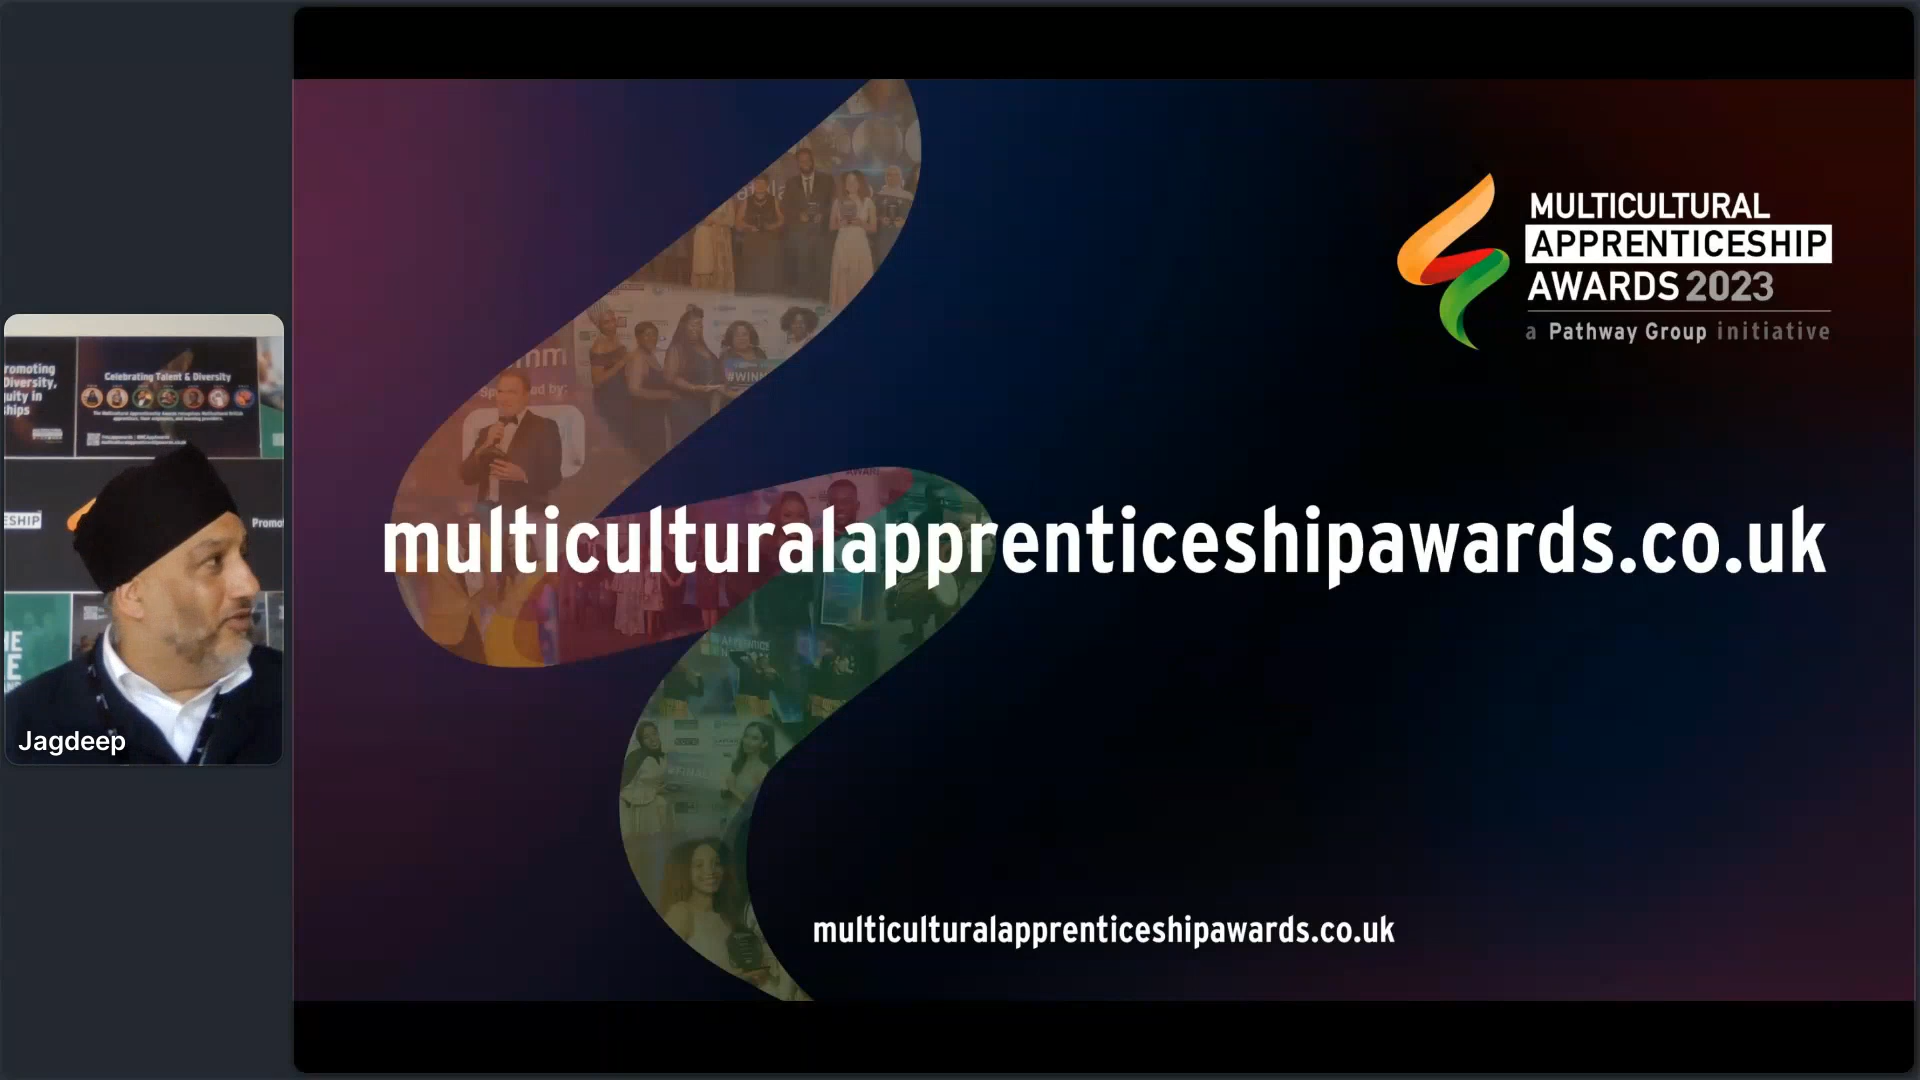 MULTICULTURAL
APPRENTICESHIP
AWARDS 2023
a Pathway Group initiative
multiculturalapprenticeshipawards.co.uk
multiculturalapprenticeshipawards.co.uk
#WINN
Celebrating Talent & Diversity
romoting
Diversity,
uity in
ships
ESHIP
Promo
Jagdeep